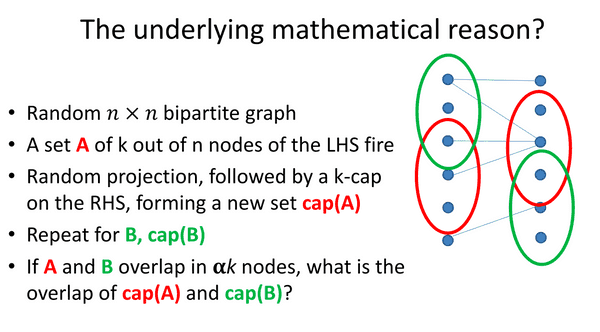 The underlying mathematical reason?
• Random n × n bipartite graph
• A set A of k out of n nodes of the LHS fire
• Random projection, followed by a k-cap
on the RHS, forming a new set cap(A)
• Repeat for B, cap(B)
• If A and B overlap in αk nodes, what is the
overlap of cap(A) and cap(B)?